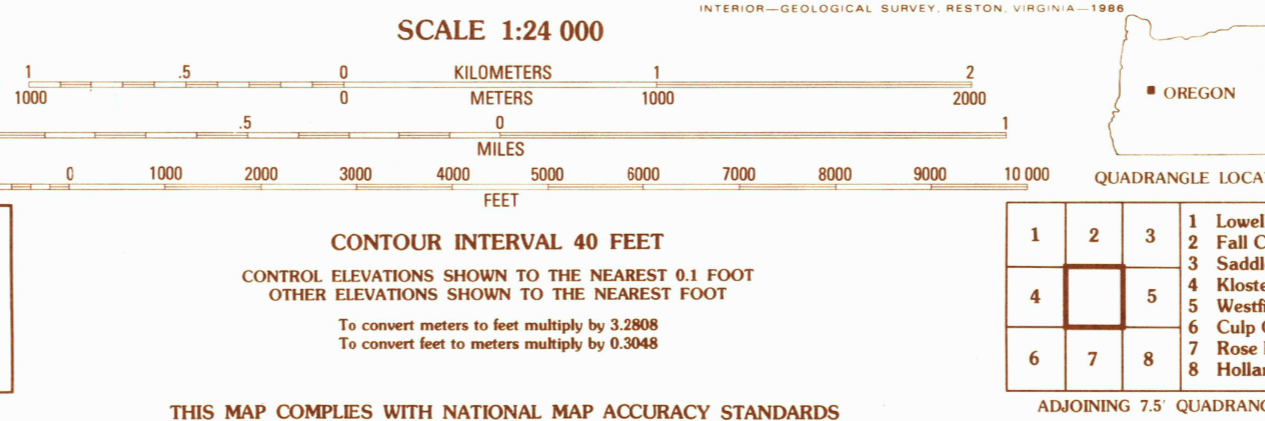 INTERIOR—GEOLOGICAL SURVEY, RESTON, VIRGINIA—1986
SCALE 1:24 000
1 .5 0 KILOMETERS 1 2
1000 0 METERS 1000 2000
.5 0 1
MILES
0 1000 2000 3000 4000 5000 6000 7000 8000 9000 10 000
FEET
OREGON
QUADRANGLE LOCA
CONTOUR INTERVAL 40 FEET
CONTROL ELEVATIONS SHOWN TO THE NEAREST 0.1 FOOT
OTHER ELEVATIONS SHOWN TO THE NEAREST FOOT
To convert meters to feet multiply by 3.2808
To convert feet to meters multiply by 0.3048
THIS MAP COMPLIES WITH NATIONAL MAP ACCURACY STANDARDS
1 2 3
4 5
6 7 8
1 Lowel
2 Fall C
3 Saddl
4 Kloste
5 Westfi
6 Culp
7 Rose
8 Hollar
ADJOINING 7.5' QUADRANG